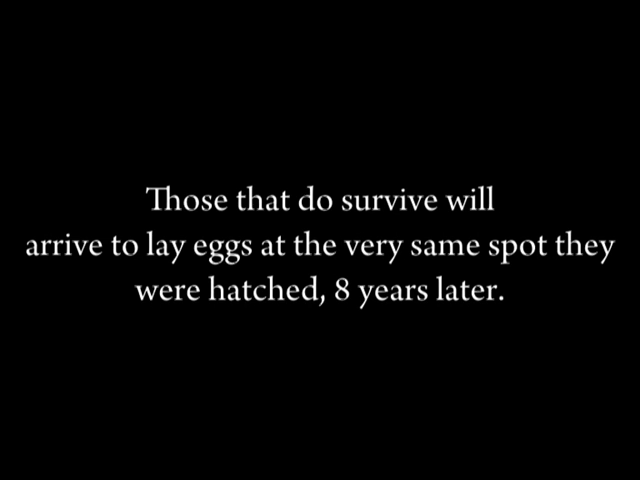 Those that do survive will
arrive to lay eggs at the very same spot they
were hatched, 8 years later.